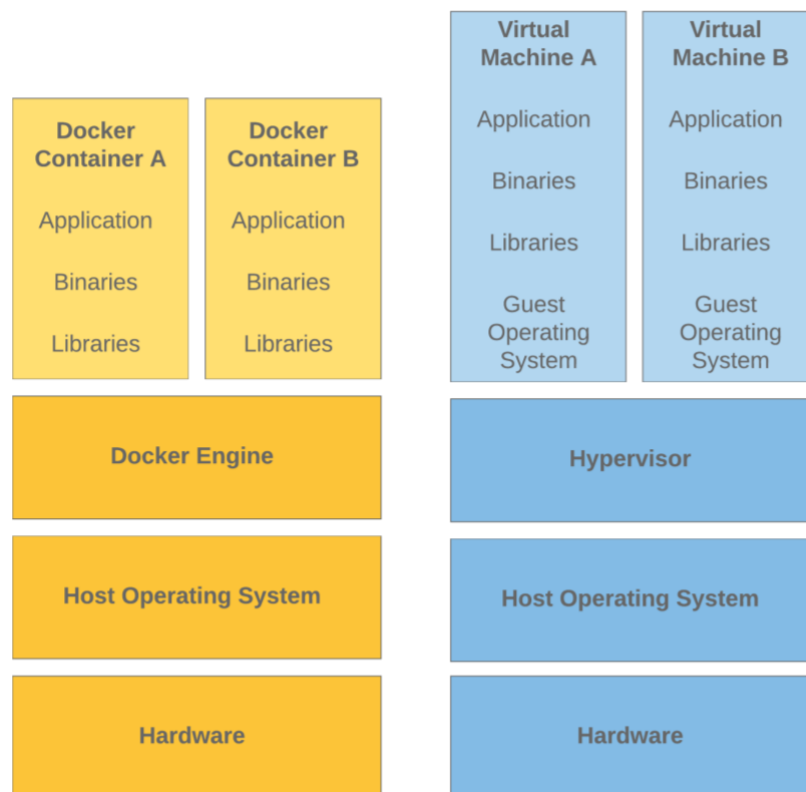 Docker
Container A
Application
Binaries
Libraries
Docker
Container B
Application
Binaries
Libraries
Docker Engine
Host Operating System
Hardware
Virtual
Machine A
Application
Binaries
Libraries
Guest
Operating
System
Virtual
Machine B
Application
Binaries
Libraries
Guest
Operating
System
Hypervisor
Host Operating System
Hardware